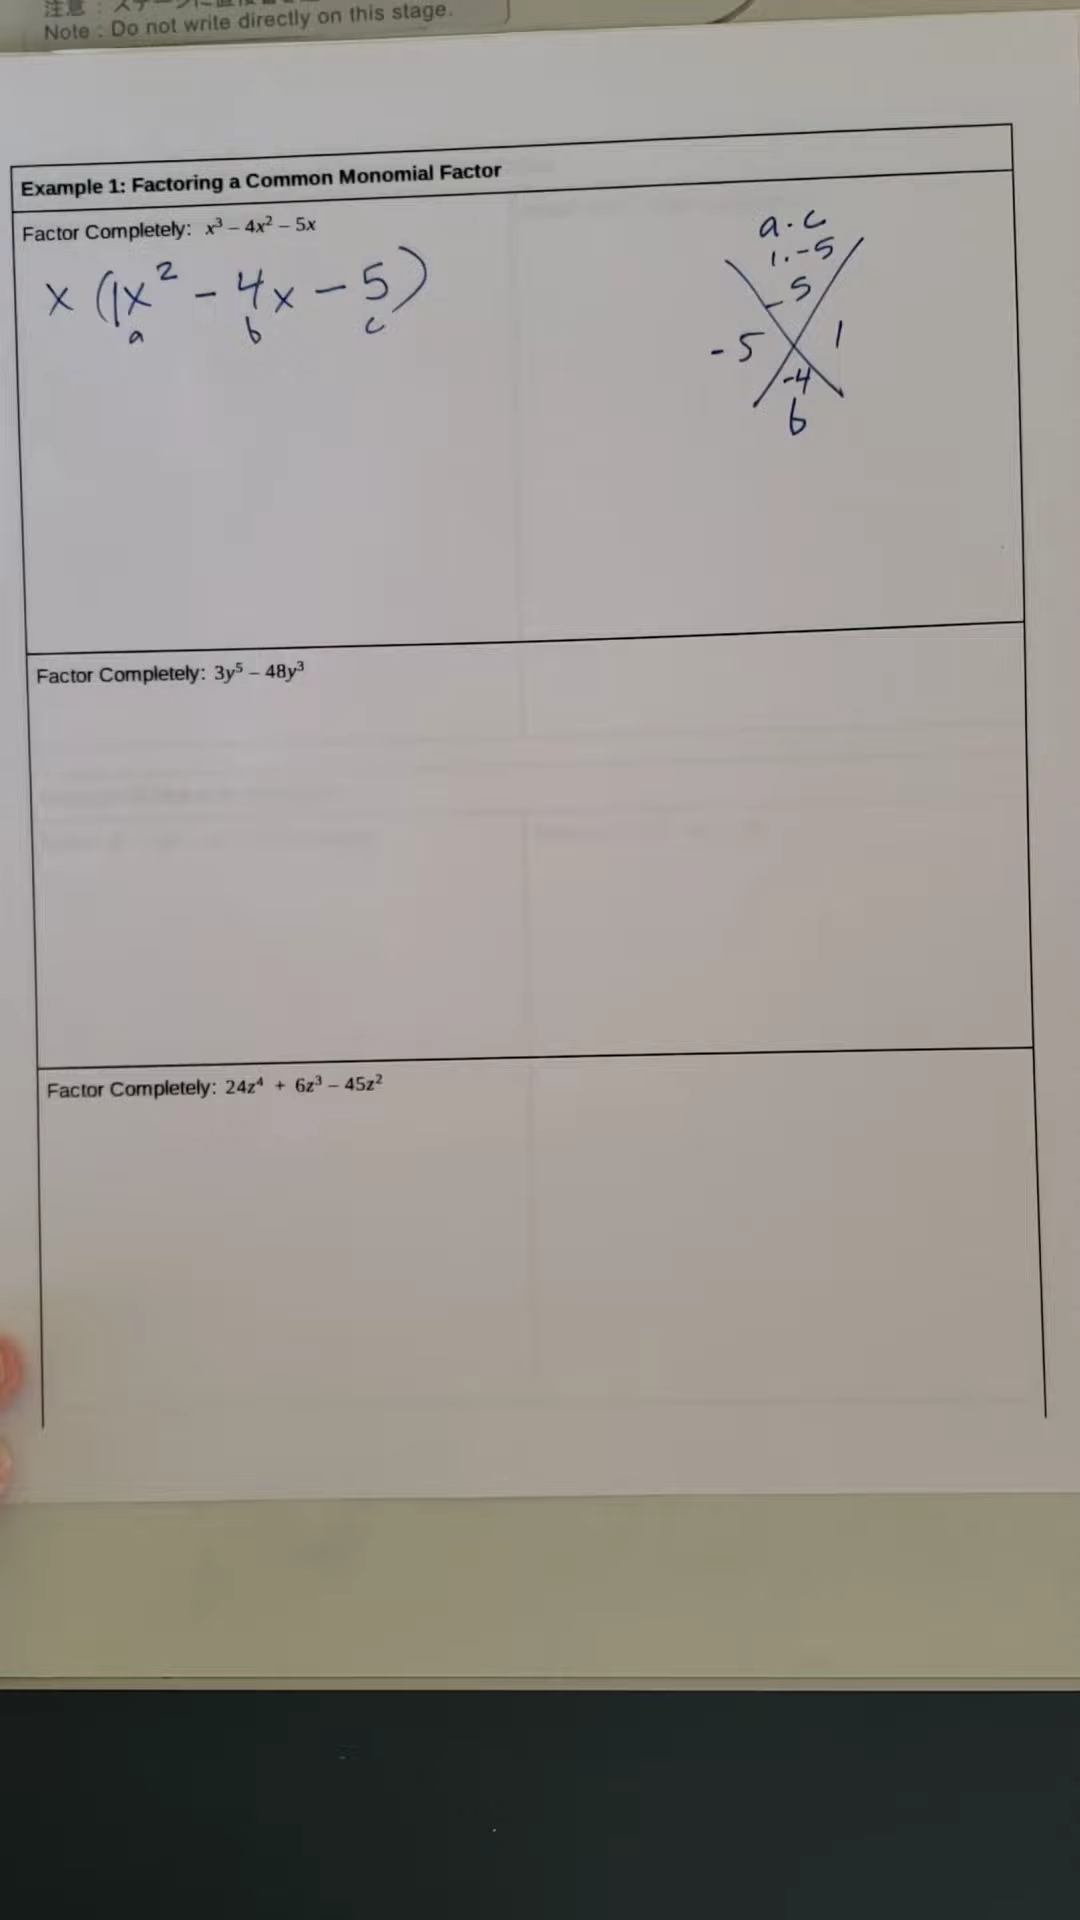 注意 :
Note : Do not write directly on this stage.
Example 1: Factoring a Common Monomial Factor
Factor Completely: x³ – 4x² – 5x
x (1x² - 4x - 5)
a b c
a · c
1 · -5
-5
-5 1
-4
b
Factor Completely: 3y⁵ – 48y³
Factor Completely: 24z⁴ + 6z³ – 45z²